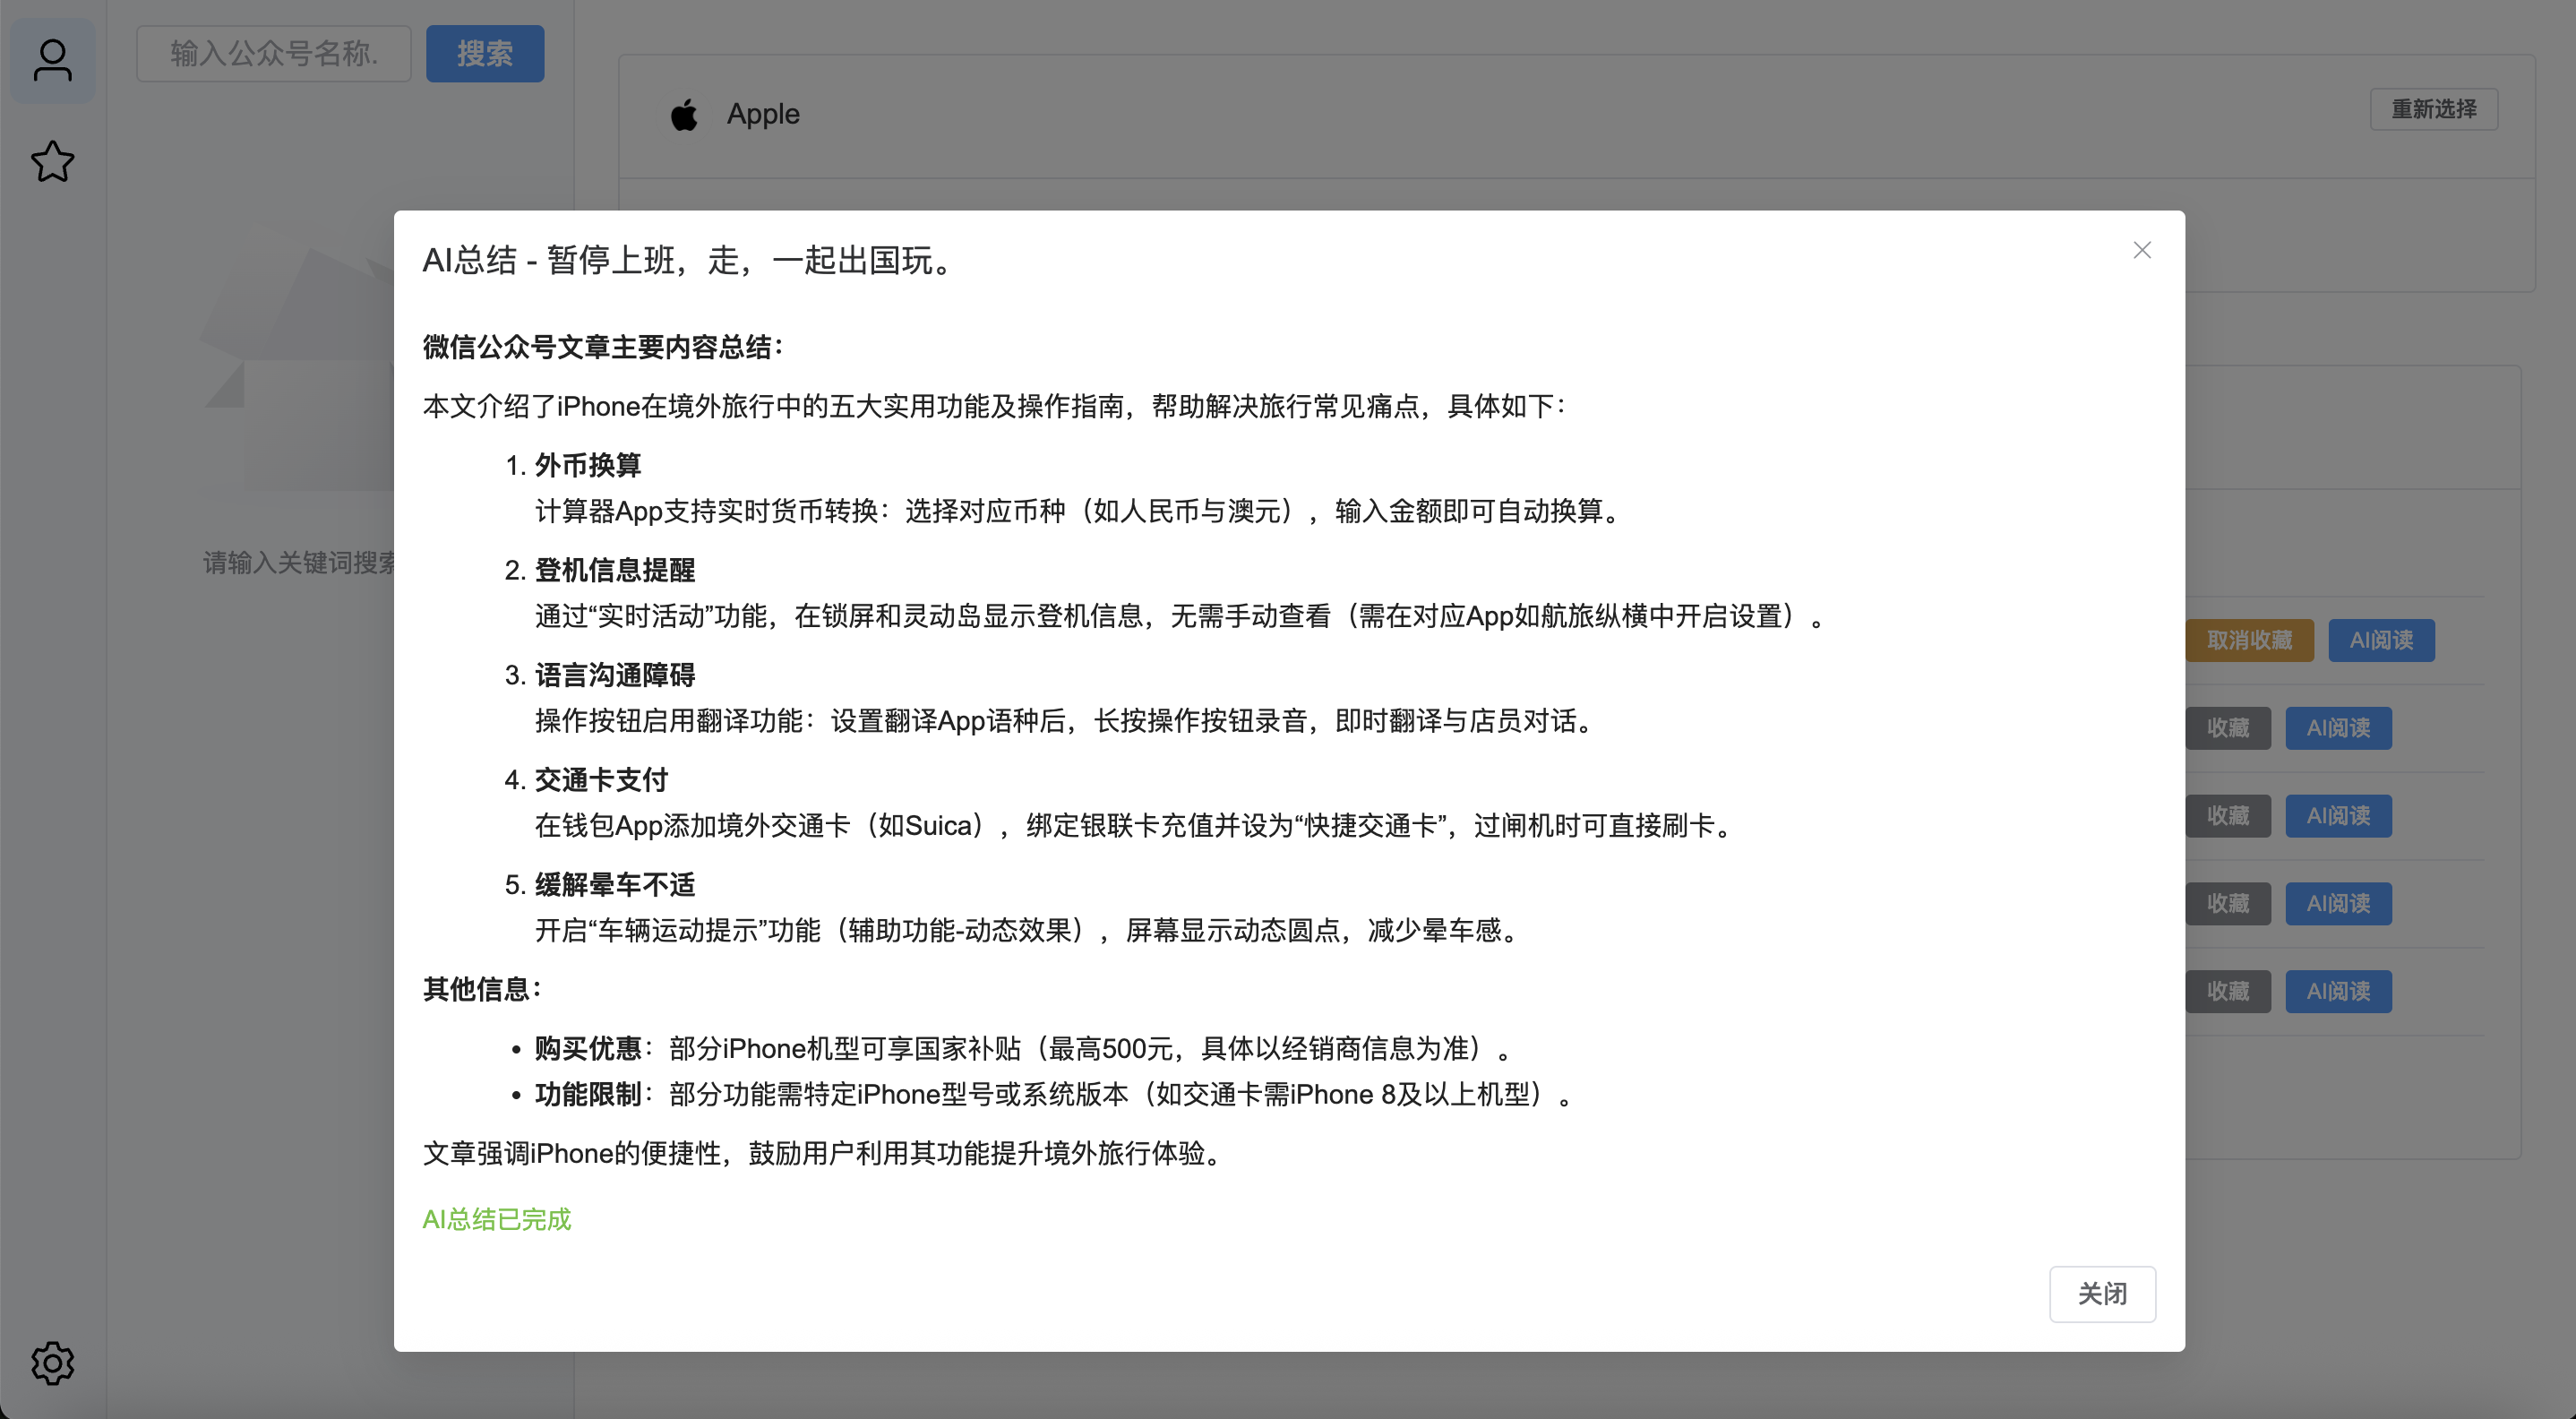 输入公众号名称.
搜索
Apple
重新选择
请输入关键词搜索
AI总结 - 暂停上班，走，一起出国玩。
微信公众号文章主要内容总结：
本文介绍了iPhone在境外旅行中的五大实用功能及操作指南，帮助解决旅行常见痛点，具体如下：
1. 外币换算
计算器App支持实时货币转换：选择对应币种（如人民币与澳元），输入金额即可自动换算。
2. 登机信息提醒
通过“实时活动”功能，在锁屏和灵动岛显示登机信息，无需手动查看（需在对应App如航旅纵横中开启设置）。
3. 语言沟通障碍
操作按钮启用翻译功能：设置翻译App语种后，长按操作按钮录音，即时翻译与店员对话。
4. 交通卡支付
在钱包App添加境外交通卡（如Suica），绑定银联卡充值并设为“快捷交通卡”，过闸机时可直接刷卡。
5. 缓解晕车不适
开启“车辆运动提示”功能（辅助功能-动态效果），屏幕显示动态圆点，减少晕车感。
其他信息：
• 购买优惠：部分iPhone机型可享国家补贴（最高500元，具体以经销商信息为准）。
• 功能限制：部分功能需特定iPhone型号或系统版本（如交通卡需iPhone 8及以上机型）。
文章强调iPhone的便捷性，鼓励用户利用其功能提升境外旅行体验。
AI总结已完成
关闭
取消收藏 AI阅读
收藏 AI阅读
收藏 AI阅读
收藏 AI阅读
收藏 AI阅读